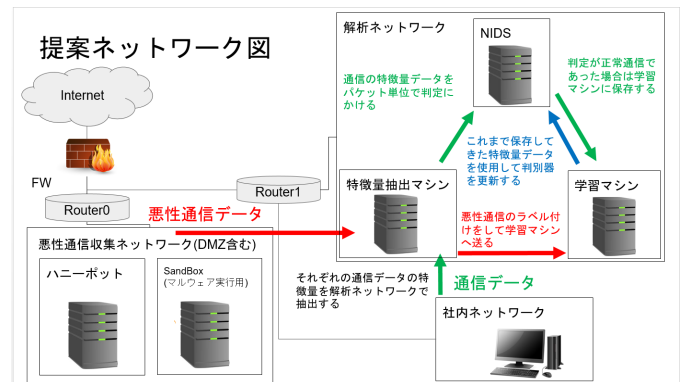 提案ネットワーク図
Internet
FW
Router0
Router1
悪性通信データ
悪性通信収集ネットワーク(DMZ含む)
ハニーポット
SandBox
(マルウェア実行用)
解析ネットワーク
NIDS
通信の特徴量データを
パケット単位で判定に
かける
判定が正常通信で
あった場合は学習
マシンに保存する
これまで保存して
きた特徴量データ
を使用して判別器
を更新する
特徴量抽出マシン
学習マシン
悪性通信のラベル付
けをして学習マシン
へ送る
それぞれの通信データの特
徴量を解析ネットワークで
抽出する
通信データ
社内ネットワーク